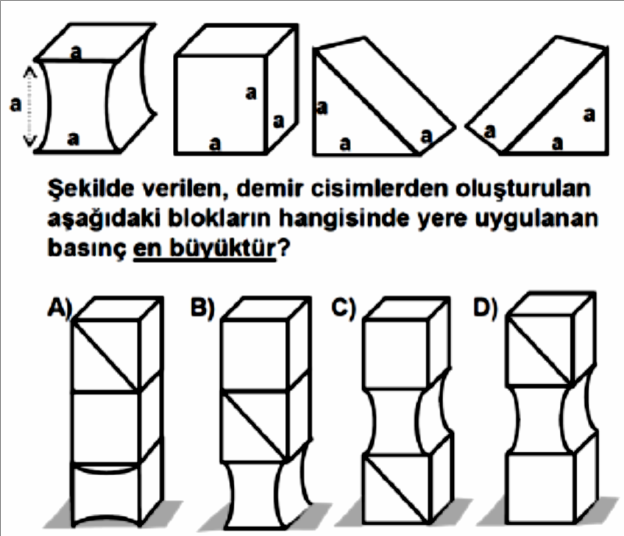 a
a
a
a
a
a
a
a
a
a
a
a
Şekilde verilen, demir cisimlerden oluşturulan
aşağıdaki blokların hangisinde yere uygulanan
basınç en büyüktür?
A) B) C) D)